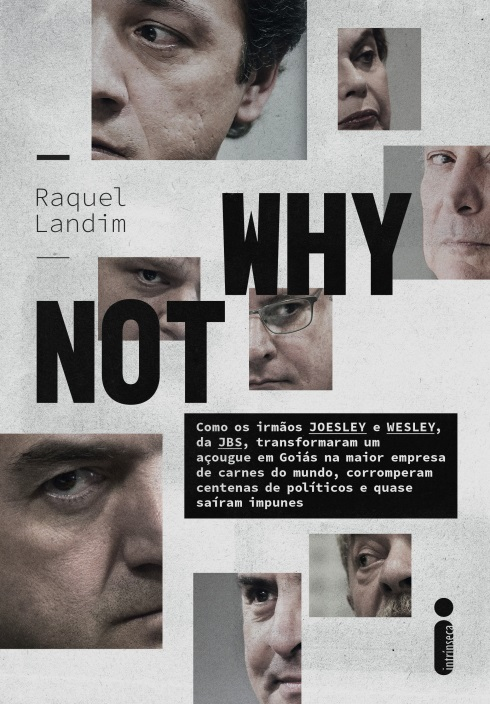 Raquel
Landim
WHY
NOT
Como os irmãos JOESLEY e WESLEY,
da JBS, transformaram um
açougue em Goiás na maior empresa
de carnes do mundo, corromperam
centenas de políticos e quase
saíram impunes
intrínseca